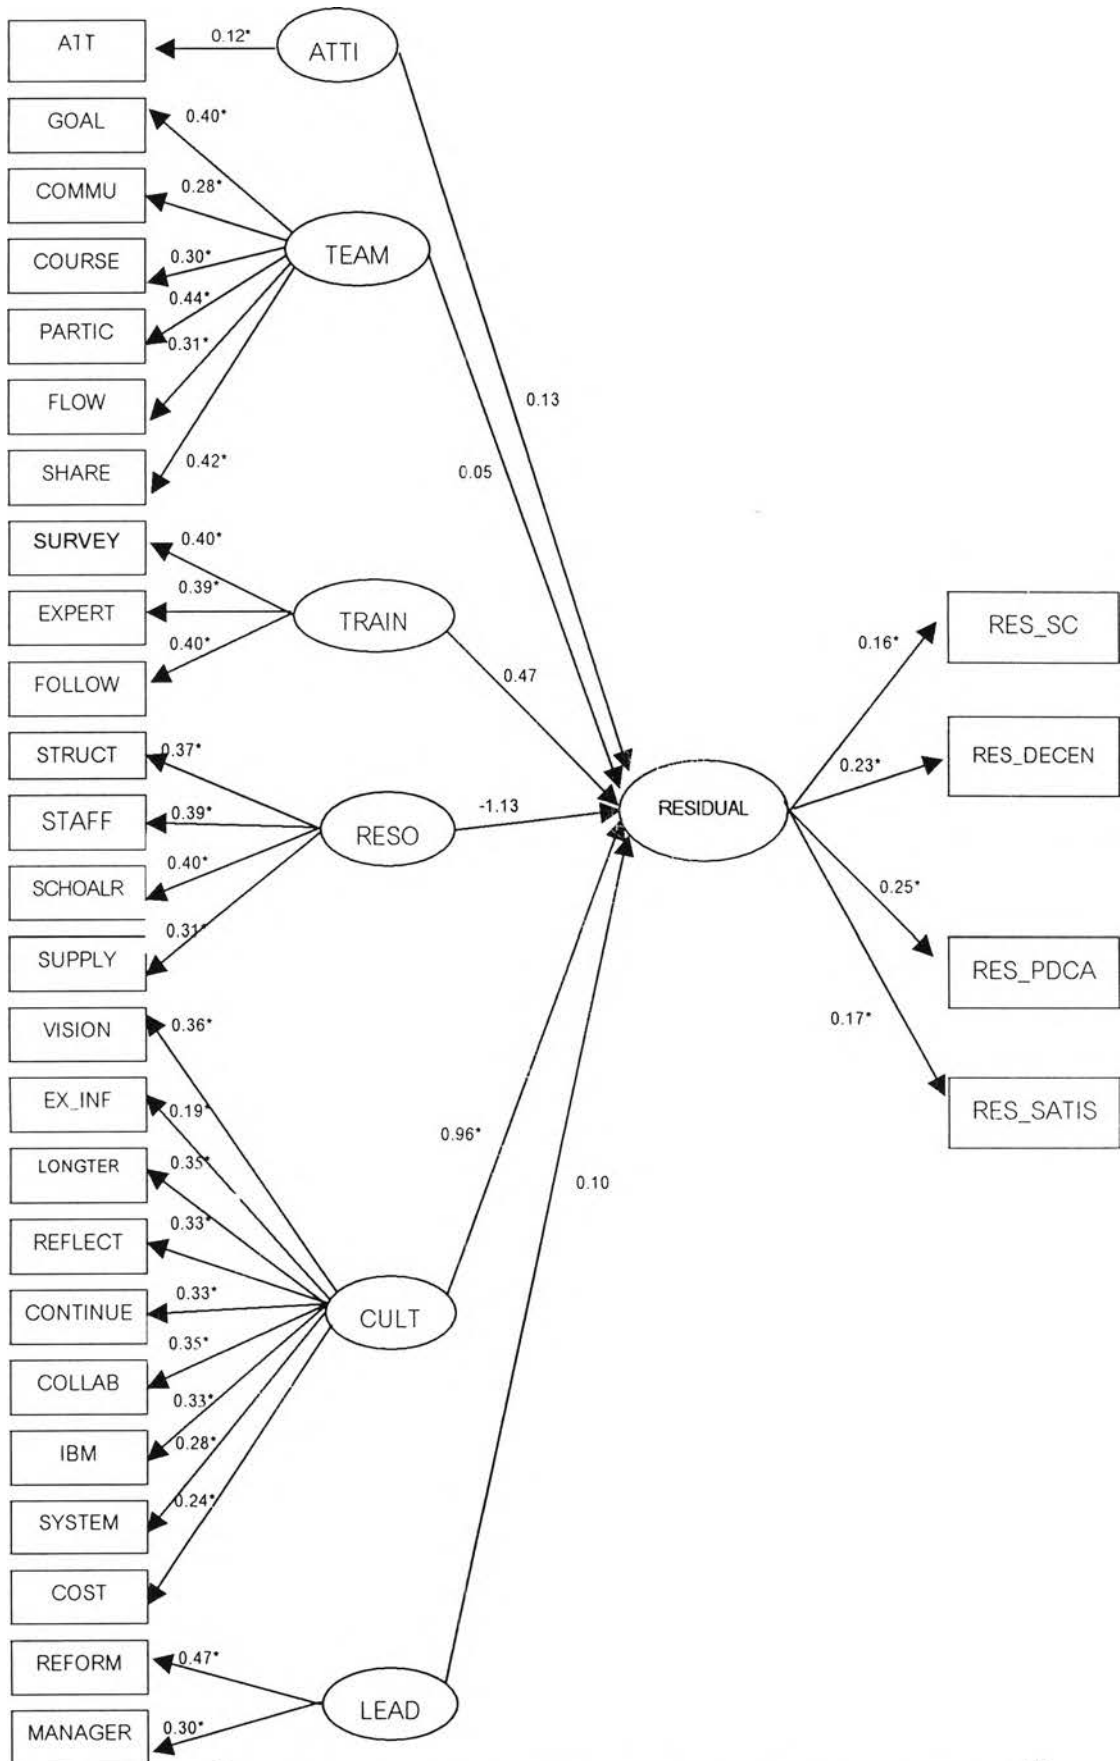 ATT
0.12*
ATTI
GOAL
0.40*
COMMU
0.28*
COURSE
0.30*
TEAM
PARTIC
0.44*
0.31*
FLOW
SHARE
0.42*
0.13
0.05
SURVEY
0.40*
EXPERT
0.39*
TRAIN
FOLLOW
0.40*
0.47
STRUCT
0.37*
STAFF
0.39*
RESO
-1.13
SCHOALR
0.40*
SUPPLY
0.31*
RESIDUAL
0.16*
RES_SC
0.23*
RES_DECEN
0.25*
RES_PDCA
0.17*
RES_SATIS
VISION
0.36*
EX_INF
0.19*
LONGTER
0.35*
REFLECT
0.33*
CONTINUE
0.33*
CULT
0.96*
0.10
COLLAB
0.35*
IBM
0.33*
SYSTEM
0.28*
0.24*
COST
REFORM
0.47*
LEAD
MANAGER
0.30*